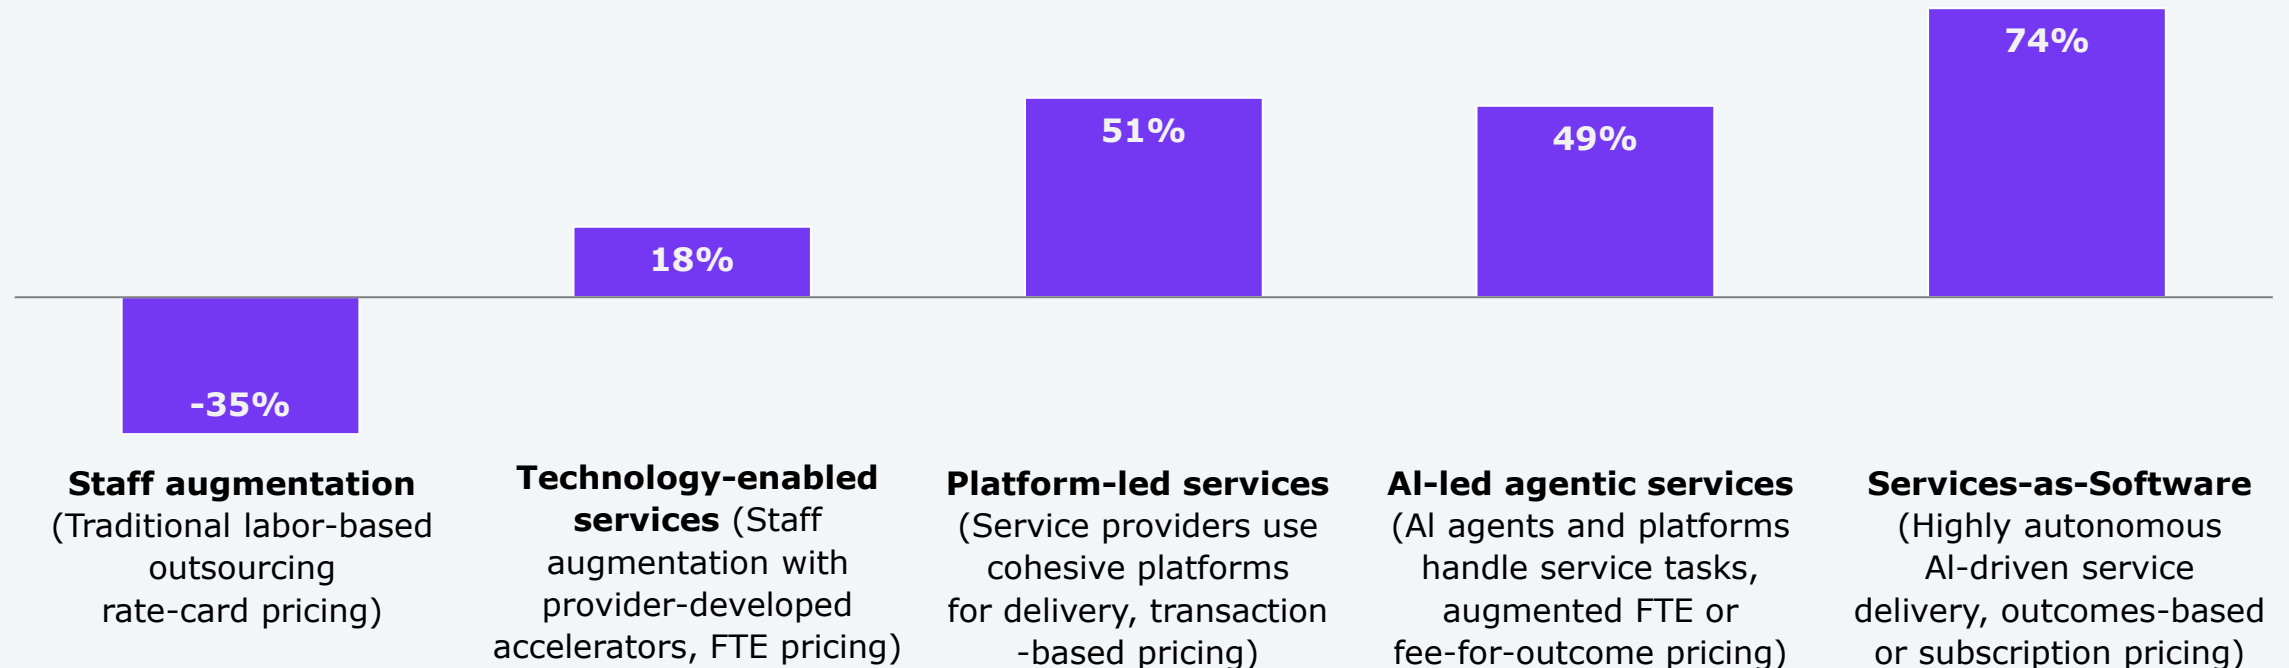 74%
51%
49%
18%
-35%
Staff augmentation
(Traditional labor-based
outsourcing
rate-card pricing)
Technology-enabled
services (Staff
augmentation with
provider-developed
accelerators, FTE pricing)
Platform-led services
(Service providers use
cohesive platforms
for delivery, transaction
-based pricing)
AI-led agentic services
(AI agents and platforms
handle service tasks,
augmented FTE or
fee-for-outcome pricing)
Services-as-Software
(Highly autonomous
AI-driven service
delivery, outcomes-based
or subscription pricing)